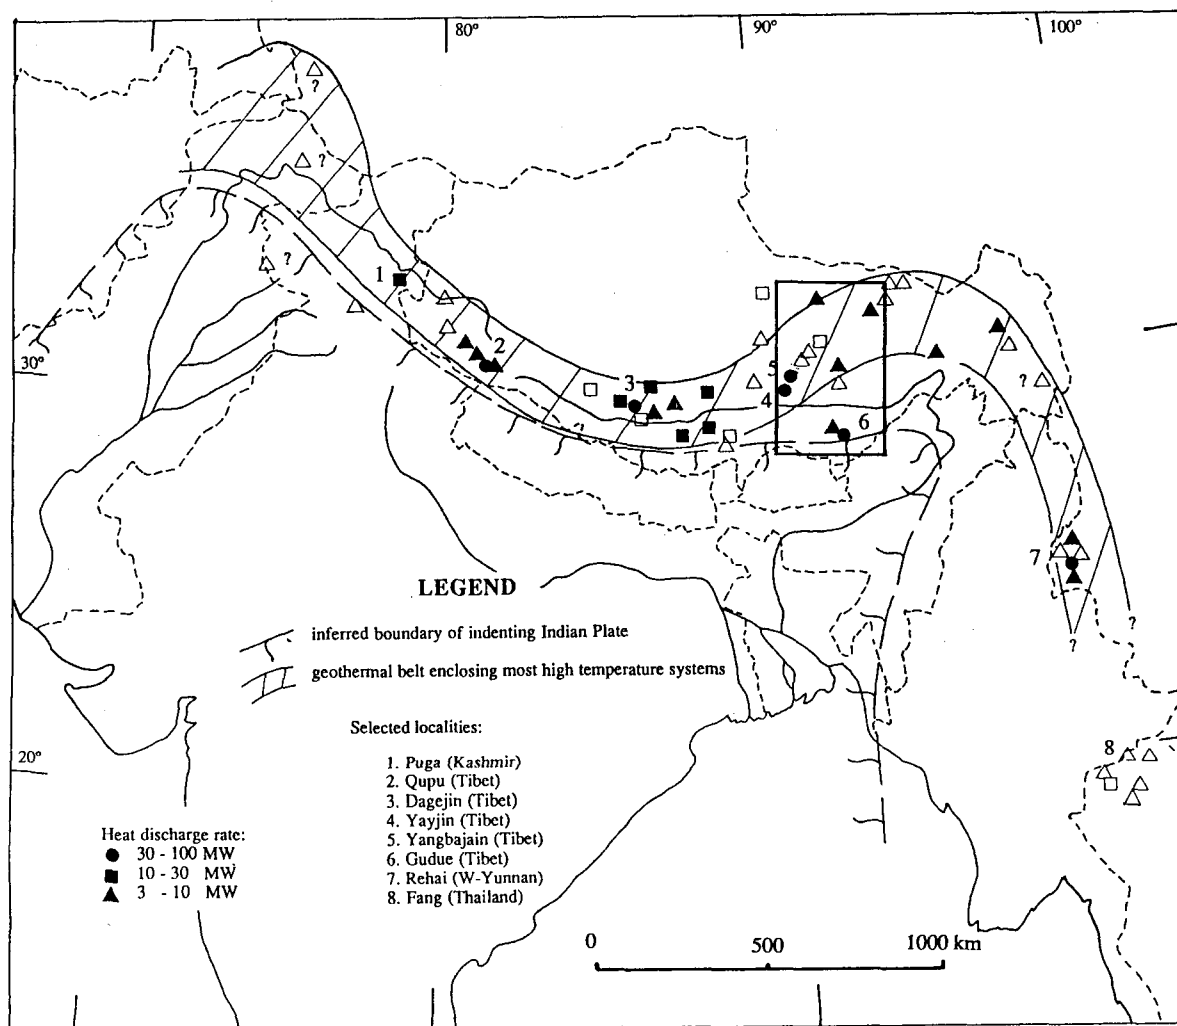 80°
90°
100°
?
?
?
1
2
3
5
4
6
30°
?
?
7
?
?
LEGEND
inferred boundary of indenting Indian Plate
geothermal belt enclosing most high temperature systems
Selected localities:
1. Puga (Kashmir)
2. Qupu (Tibet)
3. Dagejin (Tibet)
4. Yayjin (Tibet)
5. Yangbajain (Tibet)
6. Gudue (Tibet)
7. Rehai (W-Yunnan)
8. Fang (Thailand)
20°
8
Heat discharge rate:
30 - 100 MW
10 - 30 MW
3 - 10 MW
0 500 1000 km